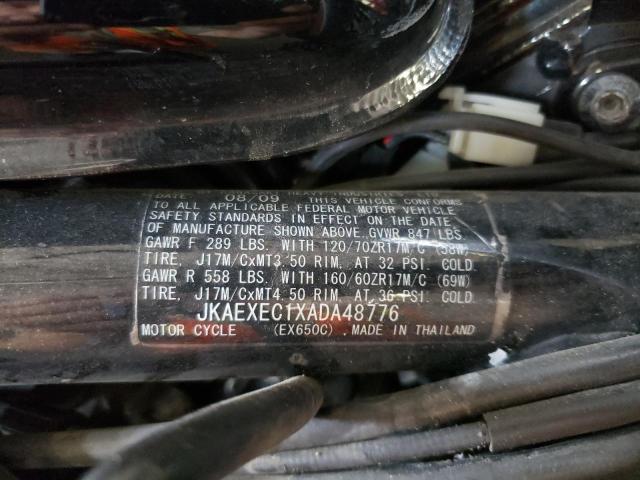 HEAVY INDUSTRIES LTD.
DATE 08/09 THIS VEHICLE CONFORMS
TO ALL APPLICABLE FEDERAL MOTOR VEHICLE
SAFETY STANDARDS IN EFFECT ON THE DATE
OF MANUFACTURE SHOWN ABOVE. GVWR 847 LBS.
GAWR F 289 LBS. WITH 120/70ZR17M/C (58W)
TIRE, J17M/CxMT3.50 RIM, AT 32 PSI. COLD.
GAWR R 558 LBS. WITH 160/60ZR17M/C (69W)
TIRE, J17M/CxMT4.50 RIM, AT 36 PSI. COLD.
JKAEXEC1XADA48776
MOTOR CYCLE (EX650C), MADE IN THAILAND